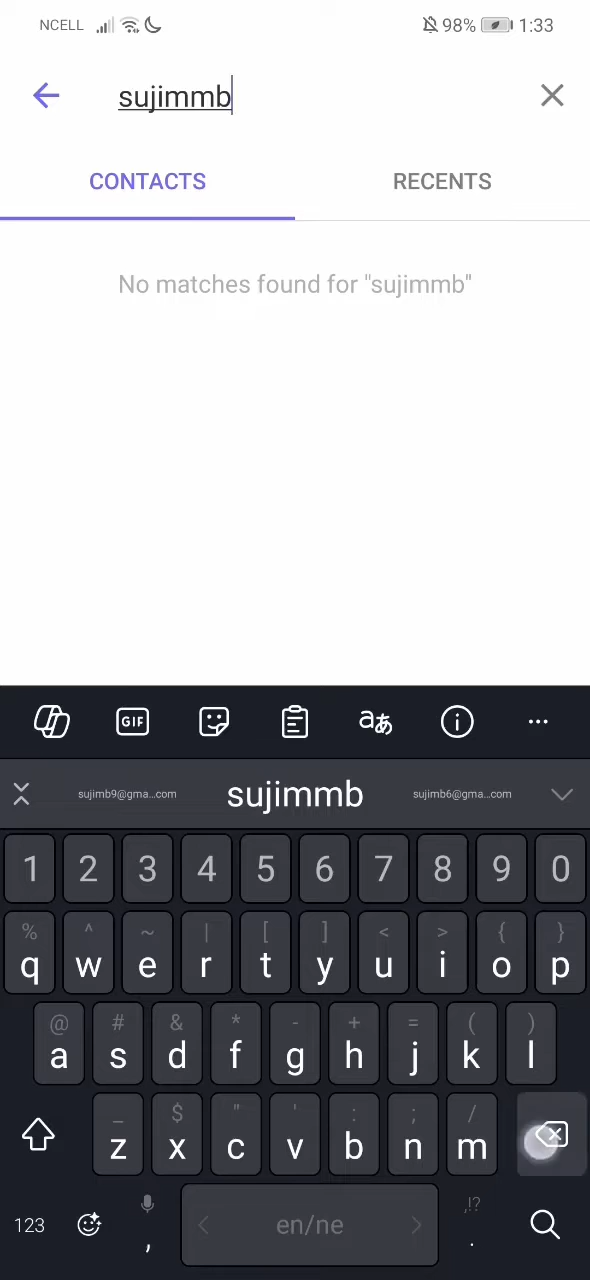 NCELL 98% 1:33
sujimmb
CONTACTS RECENTS
No matches found for "sujimmb"
GIF aあ
sujimb9@gma...com sujimmb sujimb6@gma...com
1 2 3 4 5 6 7 8 9 0
% ^ ~ | [ ] < > { }
q w e r t y u i o p
@ # & * - + = ( )
a s d f g h j k l
_ $ " ' : ; /
z x c v b n m
,!?
123 , en/ne .